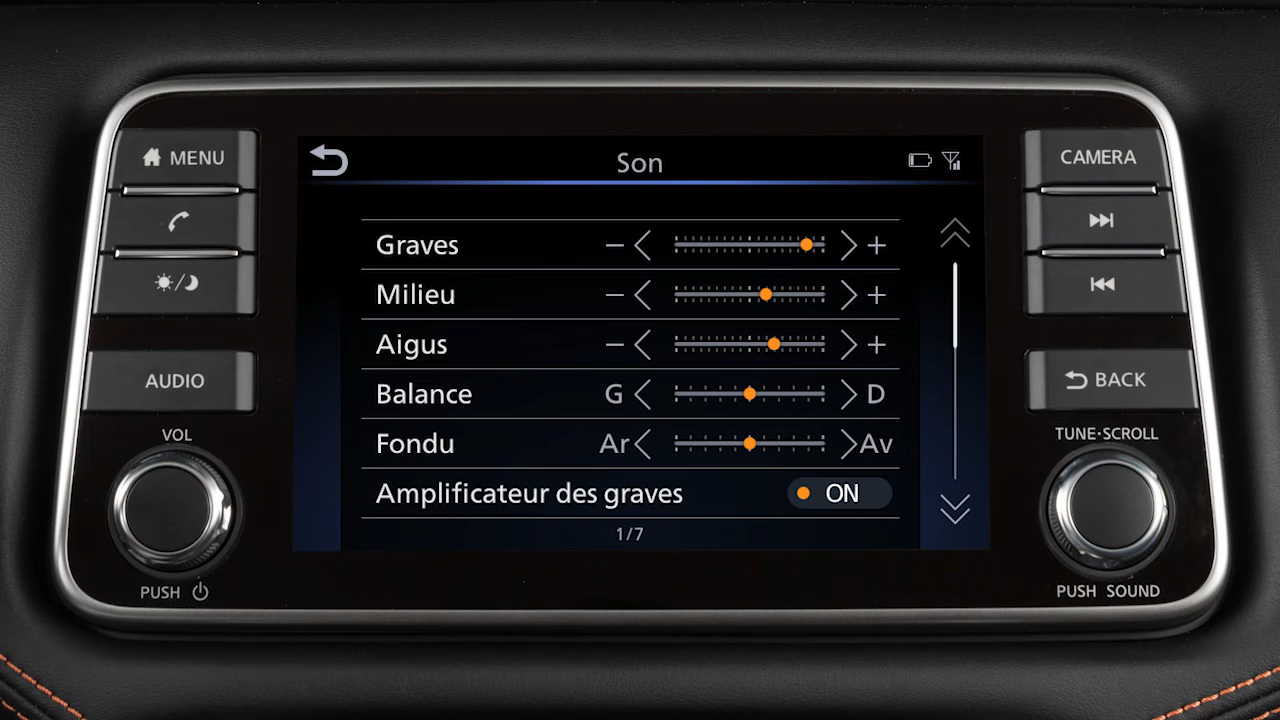 MENU
AUDIO
VOL
PUSH
Son
Graves − +
Milieu − +
Aigus − +
Balance G D
Fondu Ar Av
Amplificateur des graves ON
1/7
CAMERA
BACK
TUNE·SCROLL
PUSH SOUND